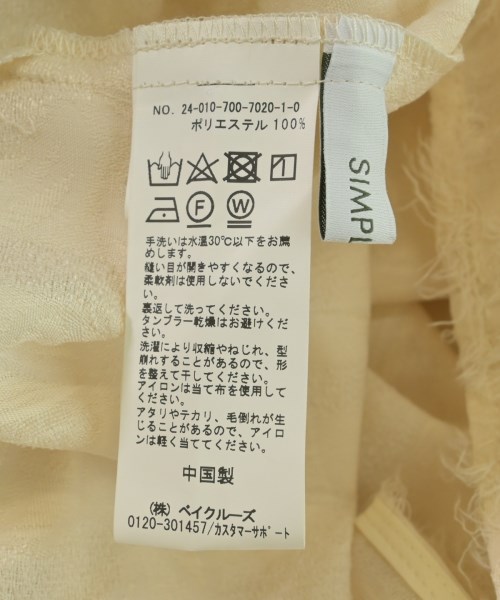 NO. 24-010-700-7020-1-0
ポリエステル 100%
F W
手洗いは水温30℃以下をお薦
めします。
縫い目が開きやすくなるので、
柔軟剤は使用しないでくださ
い。
裏返して洗ってください。
タンブラー乾燥はお避けくだ
さい。
洗濯により収縮やねじれ、型
崩れすることがあるので、形
を整えて干してください。
アイロンは当て布を使用して
ください。
アタリやテカリ、毛倒れが生
じることがあるので、アイロ
ンは軽く当ててください。
中国製
(株) ベイクルーズ
0120-301457/カスタマーサポート
SIMPL